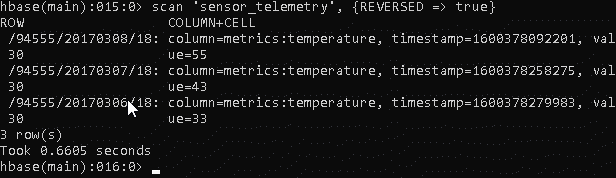 hbase(main):015:0> scan 'sensor_telemetry', {REVERSED => true}
ROW                   COLUMN+CELL
 /94555/20170308/18: column=metrics:temperature, timestamp=1600378092201, val
 30                   ue=55
 /94555/20170307/18: column=metrics:temperature, timestamp=1600378258275, val
 30                   ue=43
 /94555/20170306/18: column=metrics:temperature, timestamp=1600378279983, val
 30                   ue=33
3 row(s)
Took 0.6605 seconds
hbase(main):016:0>